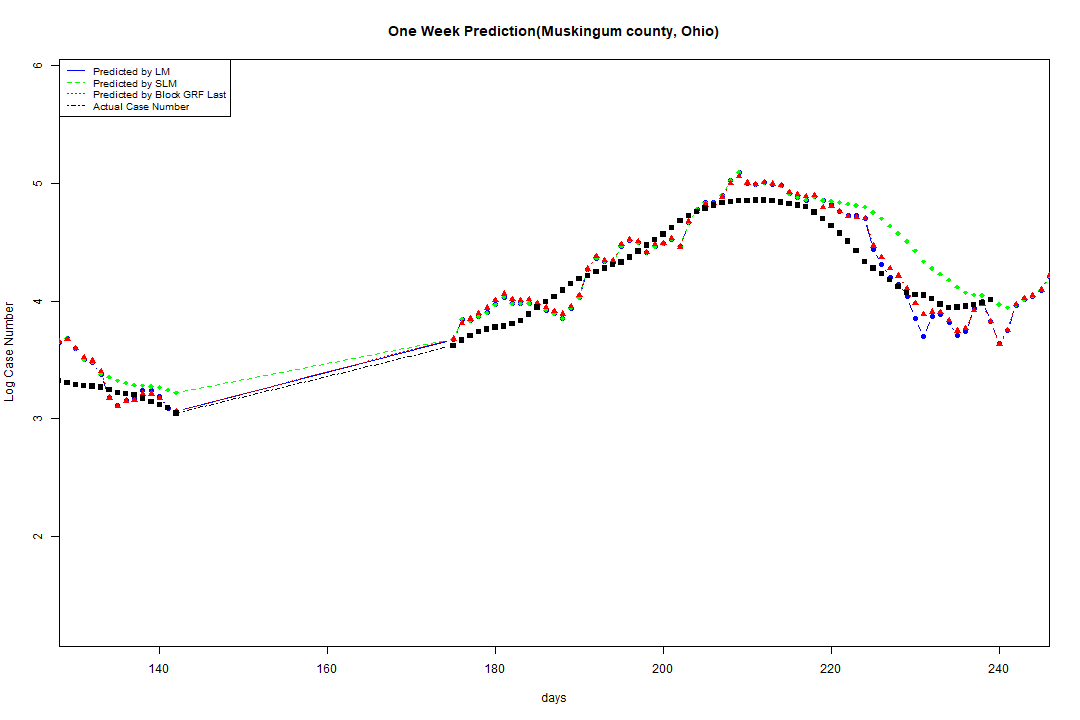 One Week Prediction(Muskingum county, Ohio)
Predicted by LM
Predicted by SLM
Predicted by Block GRF Last
Actual Case Number
6
5
4
3
2
Log Case Number
140 160 180 200 220 240
days